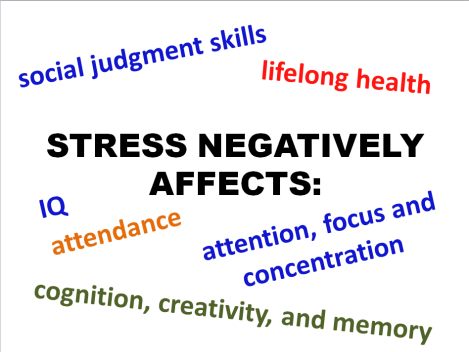 social judgment skills
lifelong health
STRESS NEGATIVELY
AFFECTS:
IQ
attendance
attention, focus and
concentration
cognition, creativity, and memory